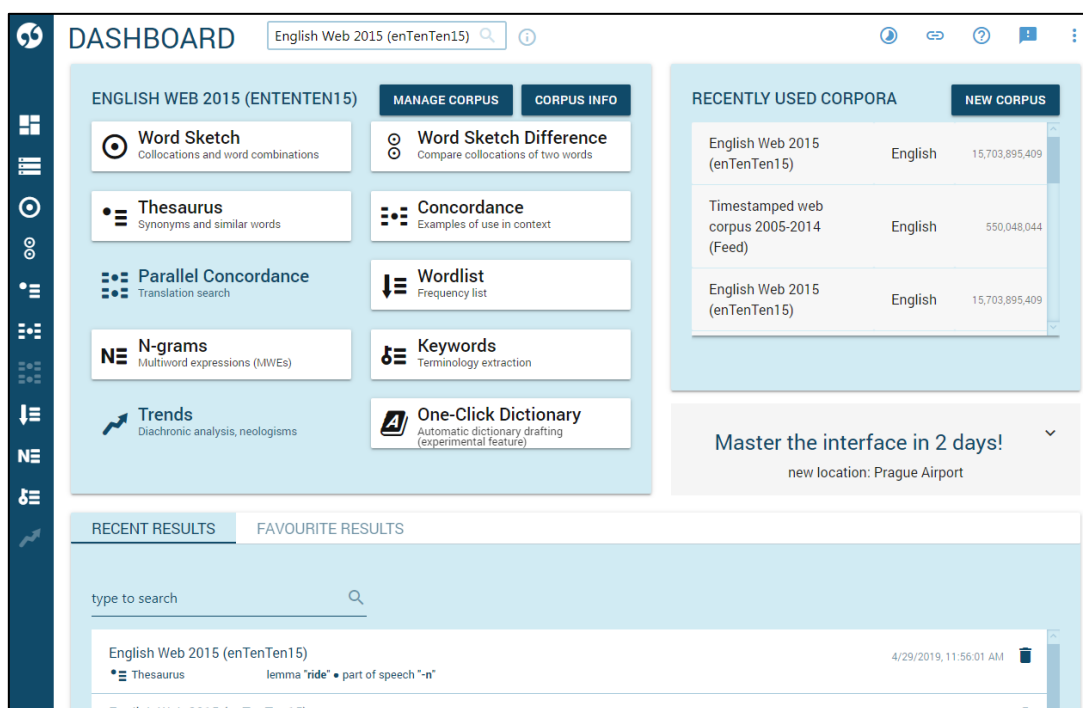 DASHBOARD
English Web 2015 (enTenTen15)
ENGLISH WEB 2015 (ENTENTEN15)
MANAGE CORPUS
CORPUS INFO
Word Sketch
Collocations and word combinations
Word Sketch Difference
Compare collocations of two words
Thesaurus
Synonyms and similar words
Concordance
Examples of use in context
Parallel Concordance
Translation search
Wordlist
Frequency list
N-grams
Multiword expressions (MWEs)
Keywords
Terminology extraction
Trends
Diachronic analysis, neologisms
One-Click Dictionary
Automatic dictionary drafting
(experimental feature)
RECENTLY USED CORPORA
NEW CORPUS
English Web 2015
(enTenTen15)
English
15,703,895,409
Timestamped web
corpus 2005-2014
(Feed)
English
550,048,044
English Web 2015
(enTenTen15)
English
15,703,895,409
Master the interface in 2 days!
new location: Prague Airport
RECENT RESULTS
FAVOURITE RESULTS
type to search
English Web 2015 (enTenTen15)
4/29/2019, 11:56:01 AM
Thesaurus
lemma "ride" ● part of speech "-n"